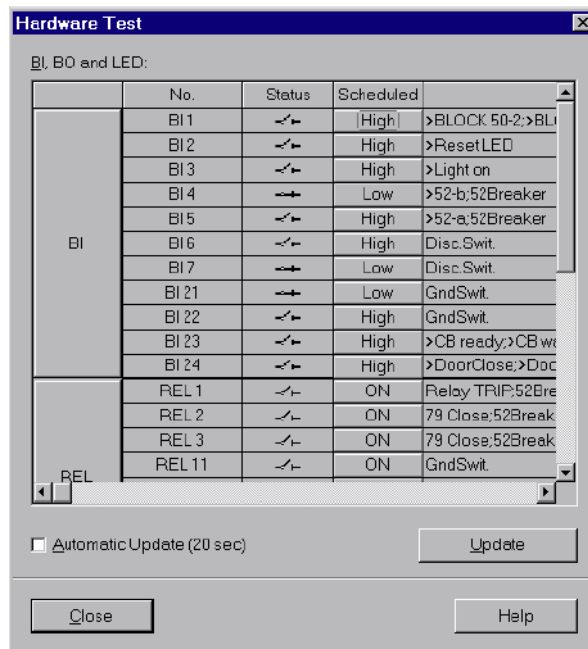 Hardware Test
BI, BO and LED:
No. Status Scheduled
BI BI 1 High >BLOCK 50-2;>BL
BI 2 High >ResetLED
BI 3 High >Light on
BI 4 Low >52-b;52Breaker
BI 5 High >52-a;52Breaker
BI 6 High Disc.Swit.
BI 7 Low Disc.Swit.
BI 21 Low GndSwit.
BI 22 High GndSwit.
BI 23 High >CB ready;>CB wa
BI 24 High >DoorClose;>Doo
REL REL 1 ON Relay TRIP;52Bre
REL 2 ON 79 Close;52Break
REL 3 ON 79 Close;52Break
REL 11 ON GndSwit.
Automatic Update (20 sec) Update
Close Help